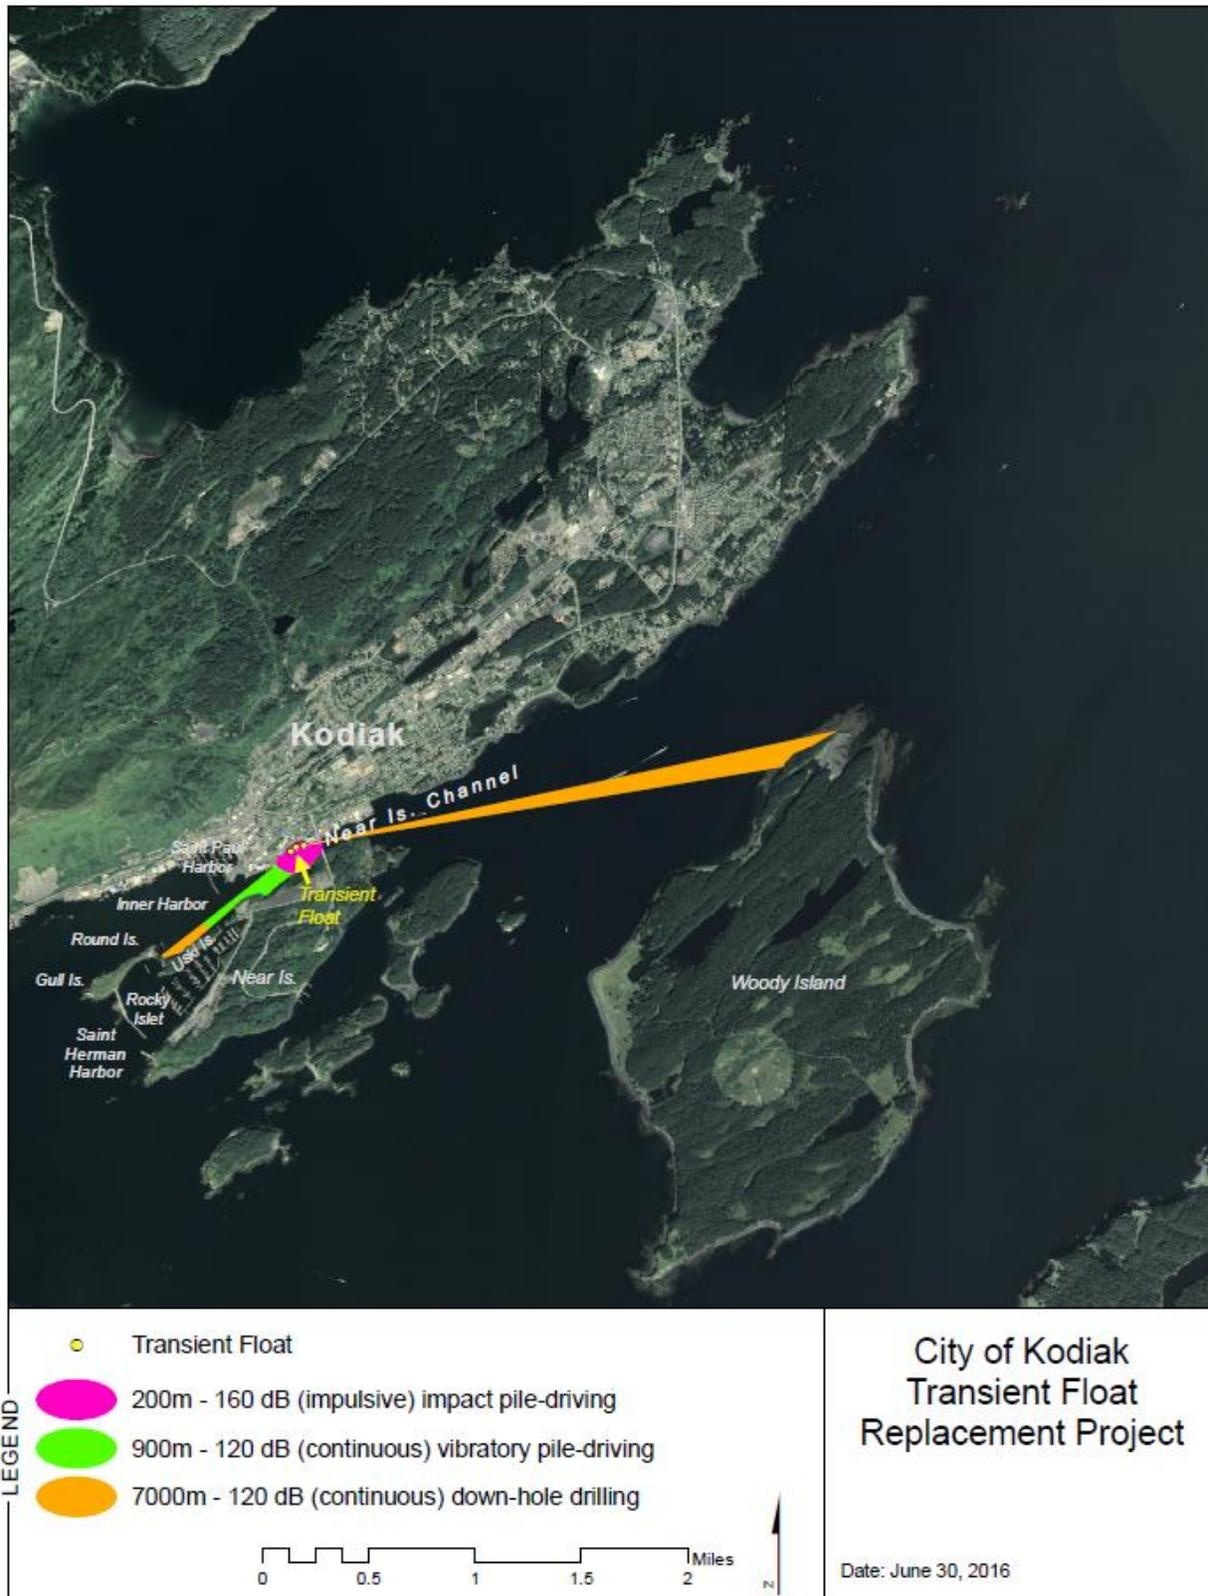 Kodiak
Near Is. Channel
Saint Paul
Harbor
Transient
Float
Inner Harbor
Round Is.
Uski Is.
Gull Is.
Near Is.
Rocky
Islet
Woody Island
Saint
Herman
Harbor
LEGEND
Transient Float
200m - 160 dB (impulsive) impact pile-driving
900m - 120 dB (continuous) vibratory pile-driving
7000m - 120 dB (continuous) down-hole drilling
0 0.5 1 1.5 2 Miles
N
City of Kodiak
Transient Float
Replacement Project
Date: June 30, 2016